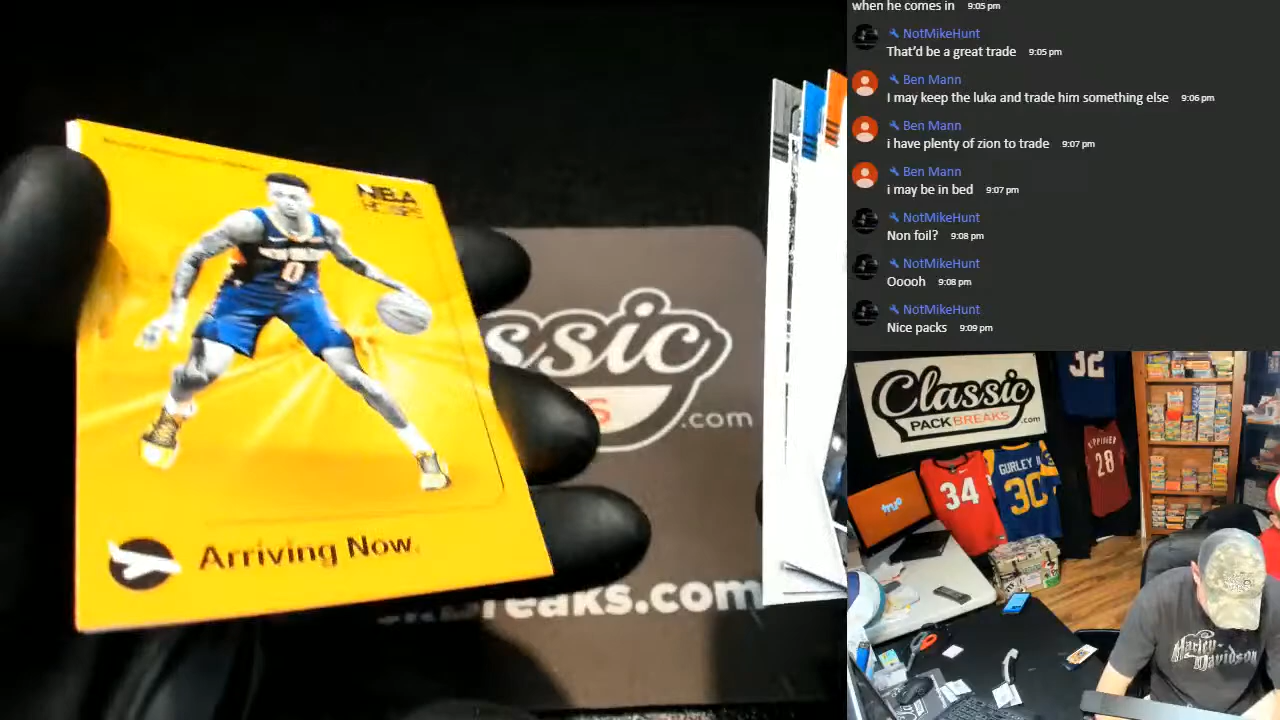 when he comes in 9:05 pm
NotMikeHunt
That'd be a great trade 9:05 pm
Ben Mann
I may keep the luka and trade him something else 9:06 pm
Ben Mann
i have plenty of zion to trade 9:07 pm
Ben Mann
i may be in bed 9:07 pm
NotMikeHunt
Non foil? 9:08 pm
NotMikeHunt
Ooooh 9:08 pm
NotMikeHunt
Nice packs 9:09 pm
NBA
HOOPS
0
Arriving Now.
ssic
S
.com
reaks.com
Classic
PACKBREAKS.com
32
34
GURLEY II
30
28
Harley-Davidson